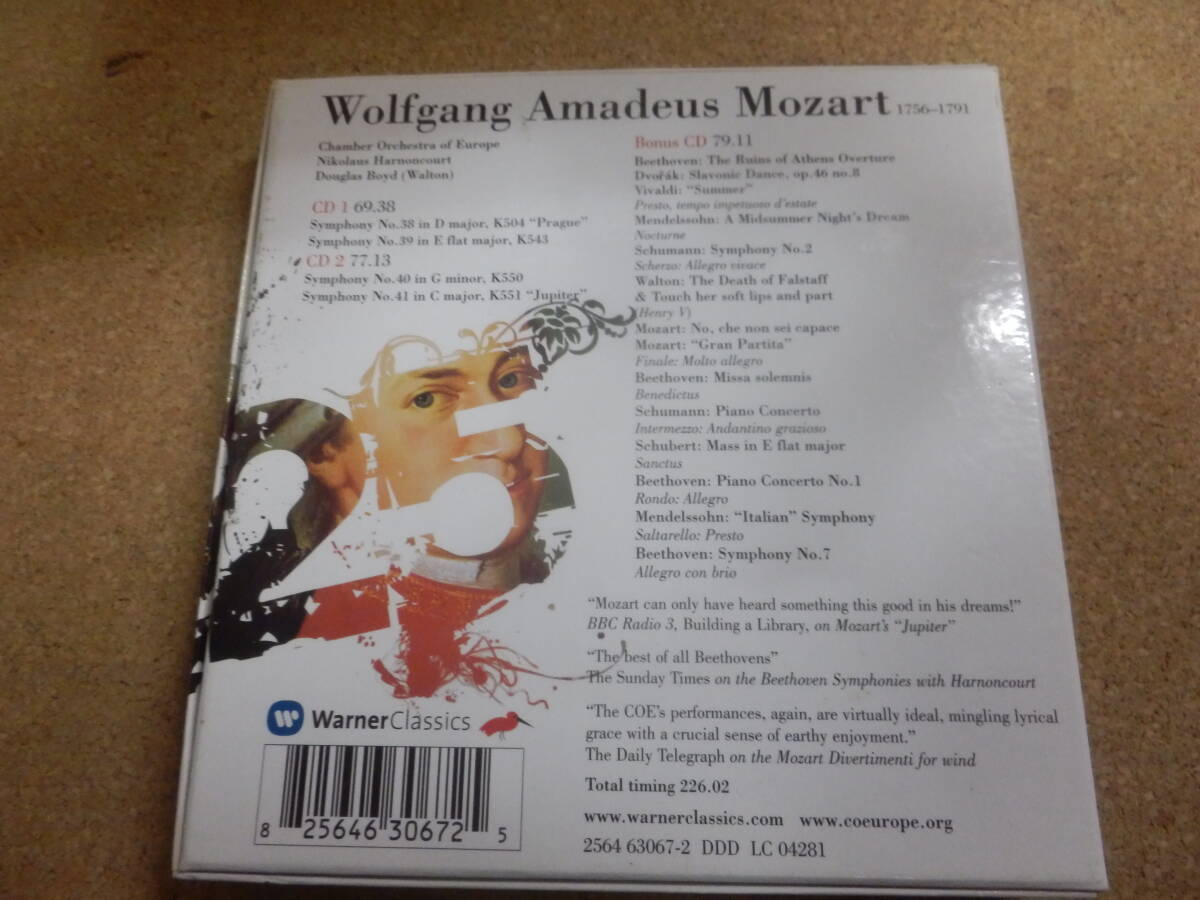 Wolfgang Amadeus Mozart 1756–1791
Chamber Orchestra of Europe
Nikolaus Harnoncourt
Douglas Boyd (Walton)
CD 1 69.38
Symphony No.38 in D major, K504 “Prague”
Symphony No.39 in E flat major, K543
CD 2 77.13
Symphony No.40 in G minor, K550
Symphony No.41 in C major, K551 “Jupiter”
Bonus CD 79.11
Beethoven: The Ruins of Athens Overture
Dvořák: Slavonic Dance, op.46 no.8
Vivaldi: “Summer”
Presto, tempo impetuoso d’estate
Mendelssohn: A Midsummer Night’s Dream
Nocturne
Schumann: Symphony No.2
Scherzo: Allegro vivace
Walton: The Death of Falstaff
& Touch her soft lips and part
(Henry V)
Mozart: No, che non sei capace
Mozart: “Gran Partita”
Finale: Molto allegro
Beethoven: Missa solemnis
Benedictus
Schumann: Piano Concerto
Intermezzo: Andantino grazioso
Schubert: Mass in E flat major
Sanctus
Beethoven: Piano Concerto No.1
Rondo: Allegro
Mendelssohn: “Italian” Symphony
Saltarello: Presto
Beethoven: Symphony No.7
Allegro con brio
“Mozart can only have heard something this good in his dreams!”
BBC Radio 3, Building a Library, on Mozart’s “Jupiter”
“The best of all Beethovens”
The Sunday Times on the Beethoven Symphonies with Harnoncourt
“The COE’s performances, again, are virtually ideal, mingling lyrical
grace with a crucial sense of earthy enjoyment.”
The Daily Telegraph on the Mozart Divertimenti for wind
Total timing 226.02
www.warnerclassics.com www.coeurope.org
2564 63067-2 DDD LC 04281
WarnerClassics
8 25646 30672 5